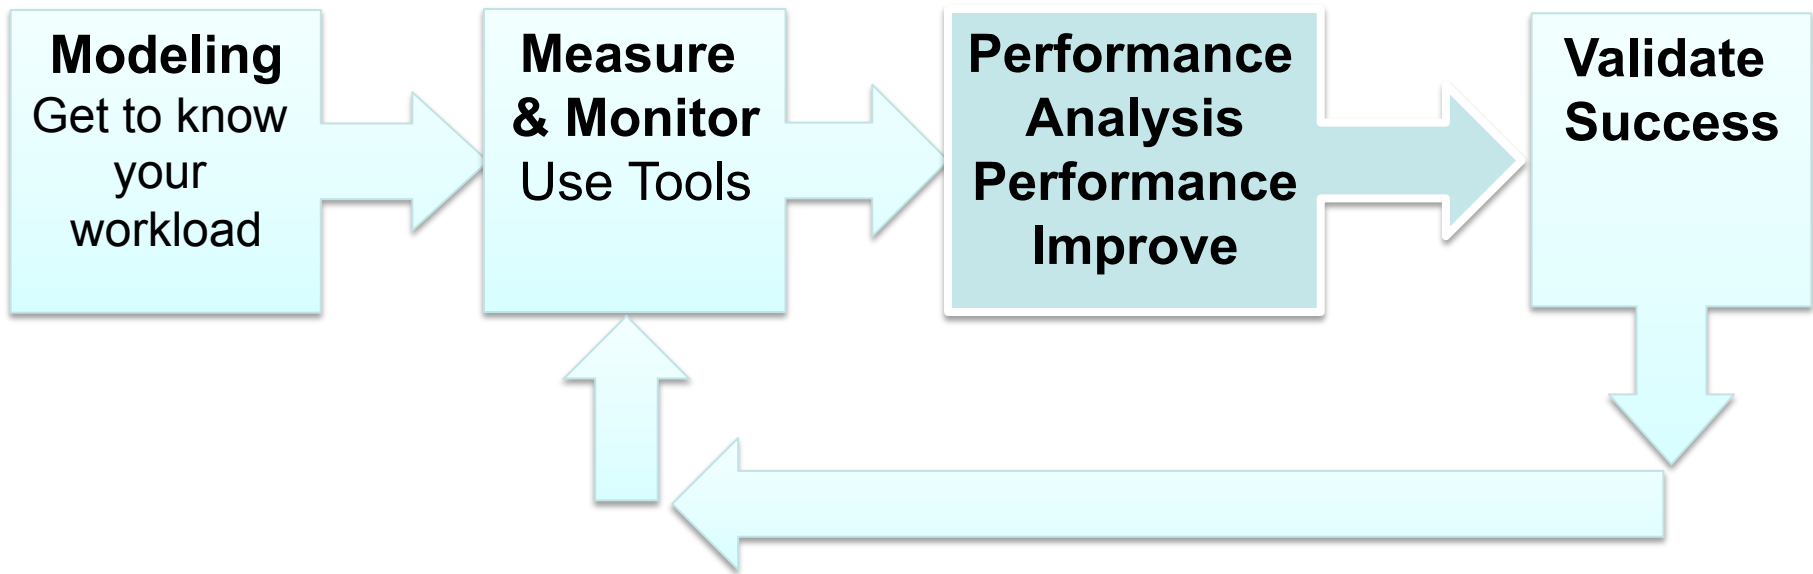 Modeling
Get to know
your
workload
Measure
& Monitor
Use Tools
Performance
Analysis
Performance
Improve
Validate
Success